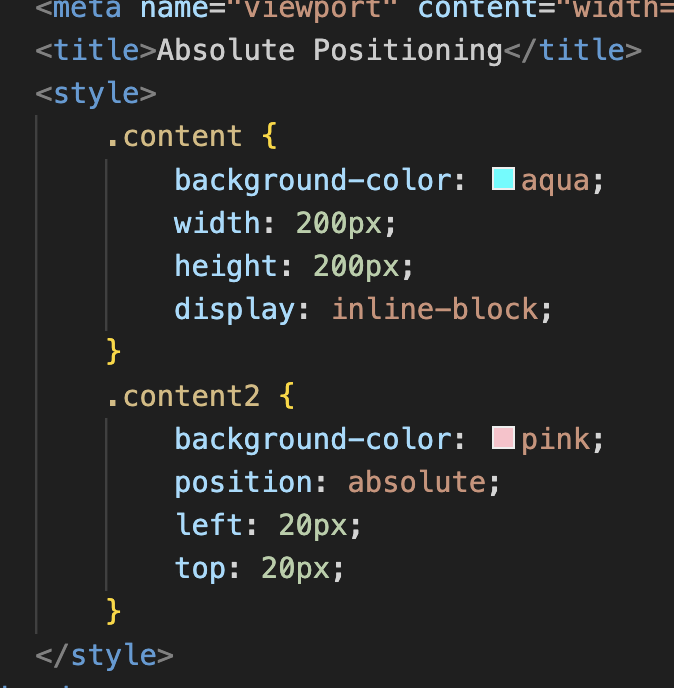 <meta name="viewport" content="width=
<title>Absolute Positioning</title>
<style>
.content {
background-color: aqua;
width: 200px;
height: 200px;
display: inline-block;
}
.content2 {
background-color: pink;
position: absolute;
left: 20px;
top: 20px;
}
</style>